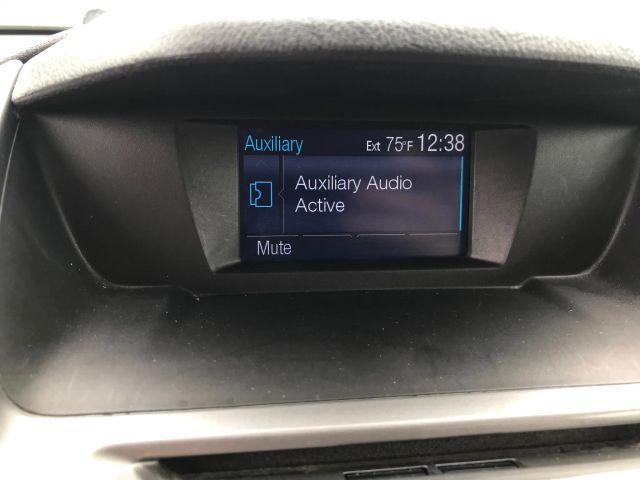 Auxiliary Ext 75°F 12:38
Auxiliary Audio
Active
Mute